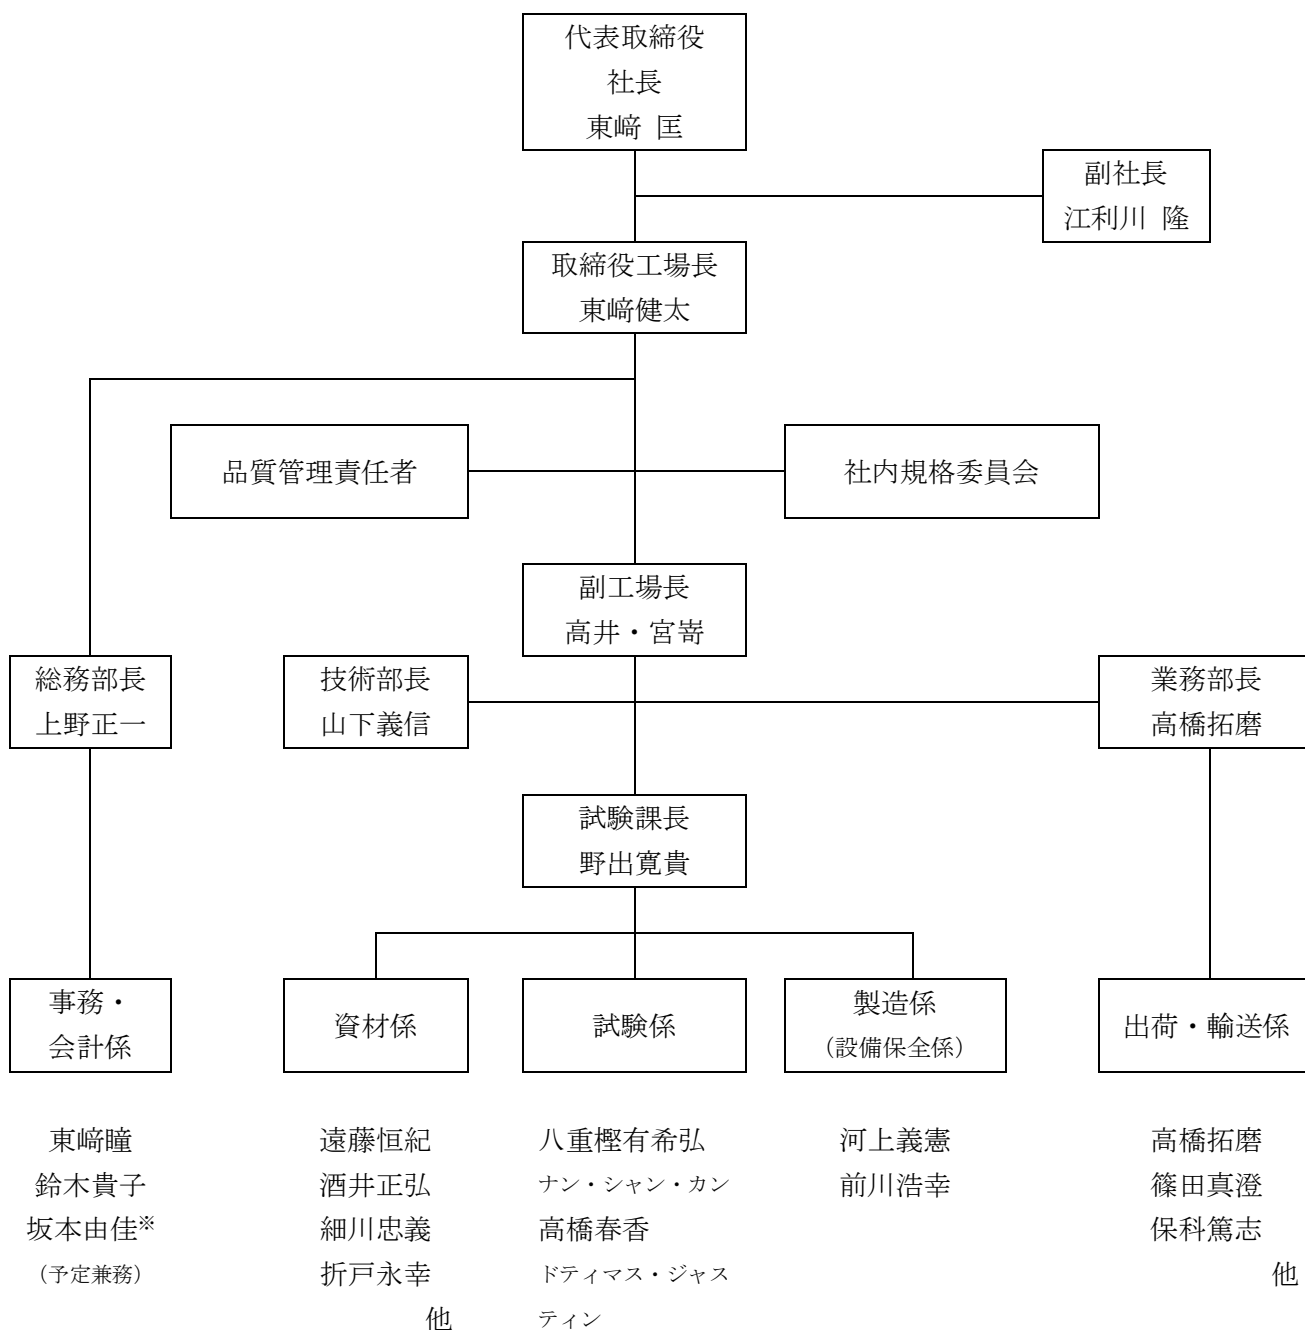 代表取締役
社長
東﨑 匡
副社長
江利川 隆
取締役工場長
東﨑健太
品質管理責任者
社内規格委員会
副工場長
高井・宮嵜
総務部長
上野正一
技術部長
山下義信
業務部長
高橋拓磨
試験課長
野出寛貴
事務・
会計係
資材係
試験係
製造係
（設備保全係）
出荷・輸送係
東﨑瞳
鈴木貴子
坂本由佳※
（予定兼務）
遠藤恒紀
酒井正弘
細川忠義
折戸永幸
他
八重樫有希弘
ナン・シャン・カン
高橋春香
ドティマス・ジャス
ティン
河上義憲
前川浩幸
高橋拓磨
篠田真澄
保科篤志
他